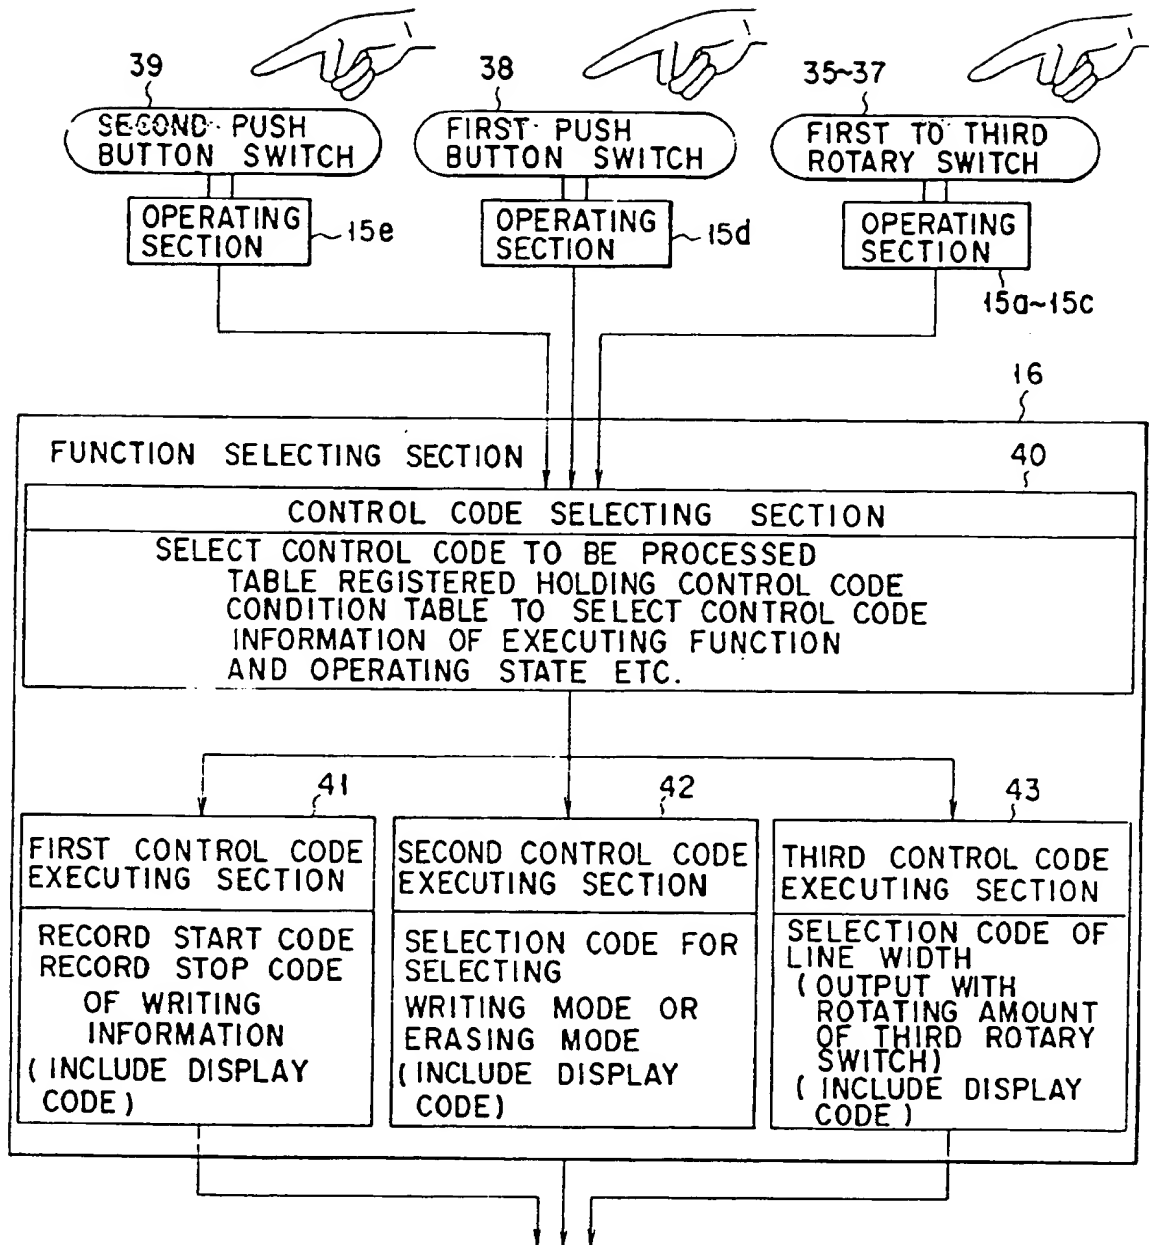 39
38
35~37
SECOND PUSH
BUTTON SWITCH
FIRST PUSH
BUTTON SWITCH
FIRST TO THIRD
ROTARY SWITCH
OPERATING
SECTION
15e
OPERATING
SECTION
15d
OPERATING
SECTION
15a~15c
16
FUNCTION SELECTING SECTION
40
CONTROL CODE SELECTING SECTION
SELECT CONTROL CODE TO BE PROCESSED
TABLE REGISTERED HOLDING CONTROL CODE
CONDITION TABLE TO SELECT CONTROL CODE
INFORMATION OF EXECUTING FUNCTION
AND OPERATING STATE ETC.
41
FIRST CONTROL CODE
EXECUTING SECTION
RECORD START CODE
RECORD STOP CODE
OF WRITING
INFORMATION
(INCLUDE DISPLAY
CODE)
42
SECOND CONTROL CODE
EXECUTING SECTION
SELECTION CODE FOR
SELECTING
WRITING MODE OR
ERASING MODE
(INCLUDE DISPLAY
CODE)
43
THIRD CONTROL CODE
EXECUTING SECTION
SELECTION CODE OF
LINE WIDTH
(OUTPUT WITH
ROTATING AMOUNT
OF THIRD ROTARY
SWITCH)
(INCLUDE DISPLAY
CODE)